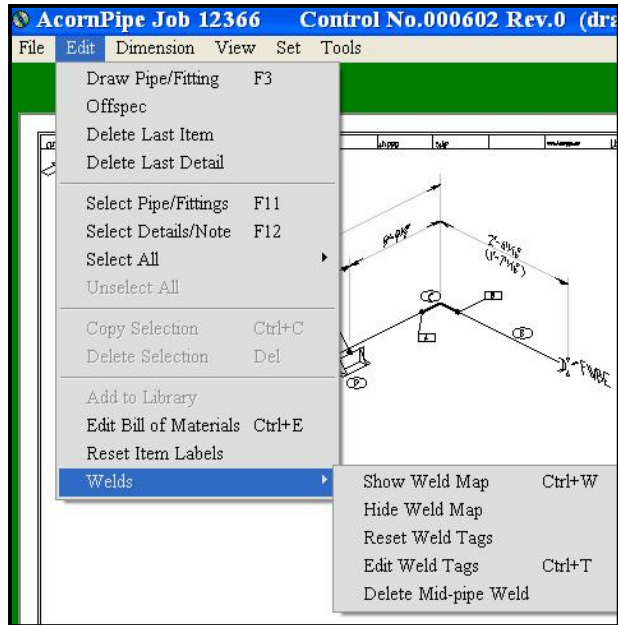 AcornPipe Job 12366 Control No.000602 Rev.0 (dra
File Edit Dimension View Set Tools
Draw Pipe/Fitting F3
Offspec
Delete Last Item
Delete Last Detail
Select Pipe/Fittings F11
Select Details/Note F12
Select All
Unselect All
Copy Selection Ctrl+C
Delete Selection Del
Add to Library
Edit Bill of Materials Ctrl+E
Reset Item Labels
Welds
Show Weld Map Ctrl+W
Hide Weld Map
Reset Weld Tags
Edit Weld Tags Ctrl+T
Delete Mid-pipe Weld
C
B
A
B
P